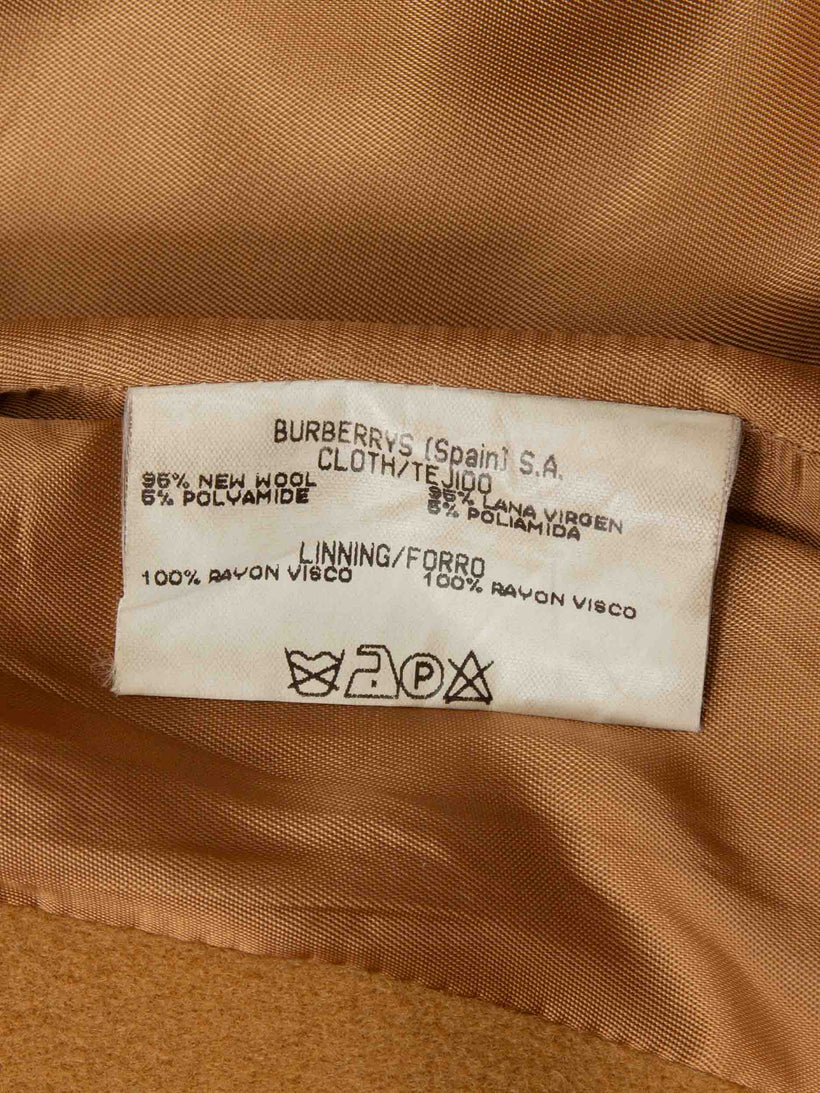 BURBERRYS (Spain) S.A.
CLOTH/TEJIDO
95% NEW WOOL 95% LANA VIRGEN
5% POLYAMIDE 5% POLIAMIDA
LINNING/FORRO
100% RAYON VISCO 100% RAYON VISCO
P